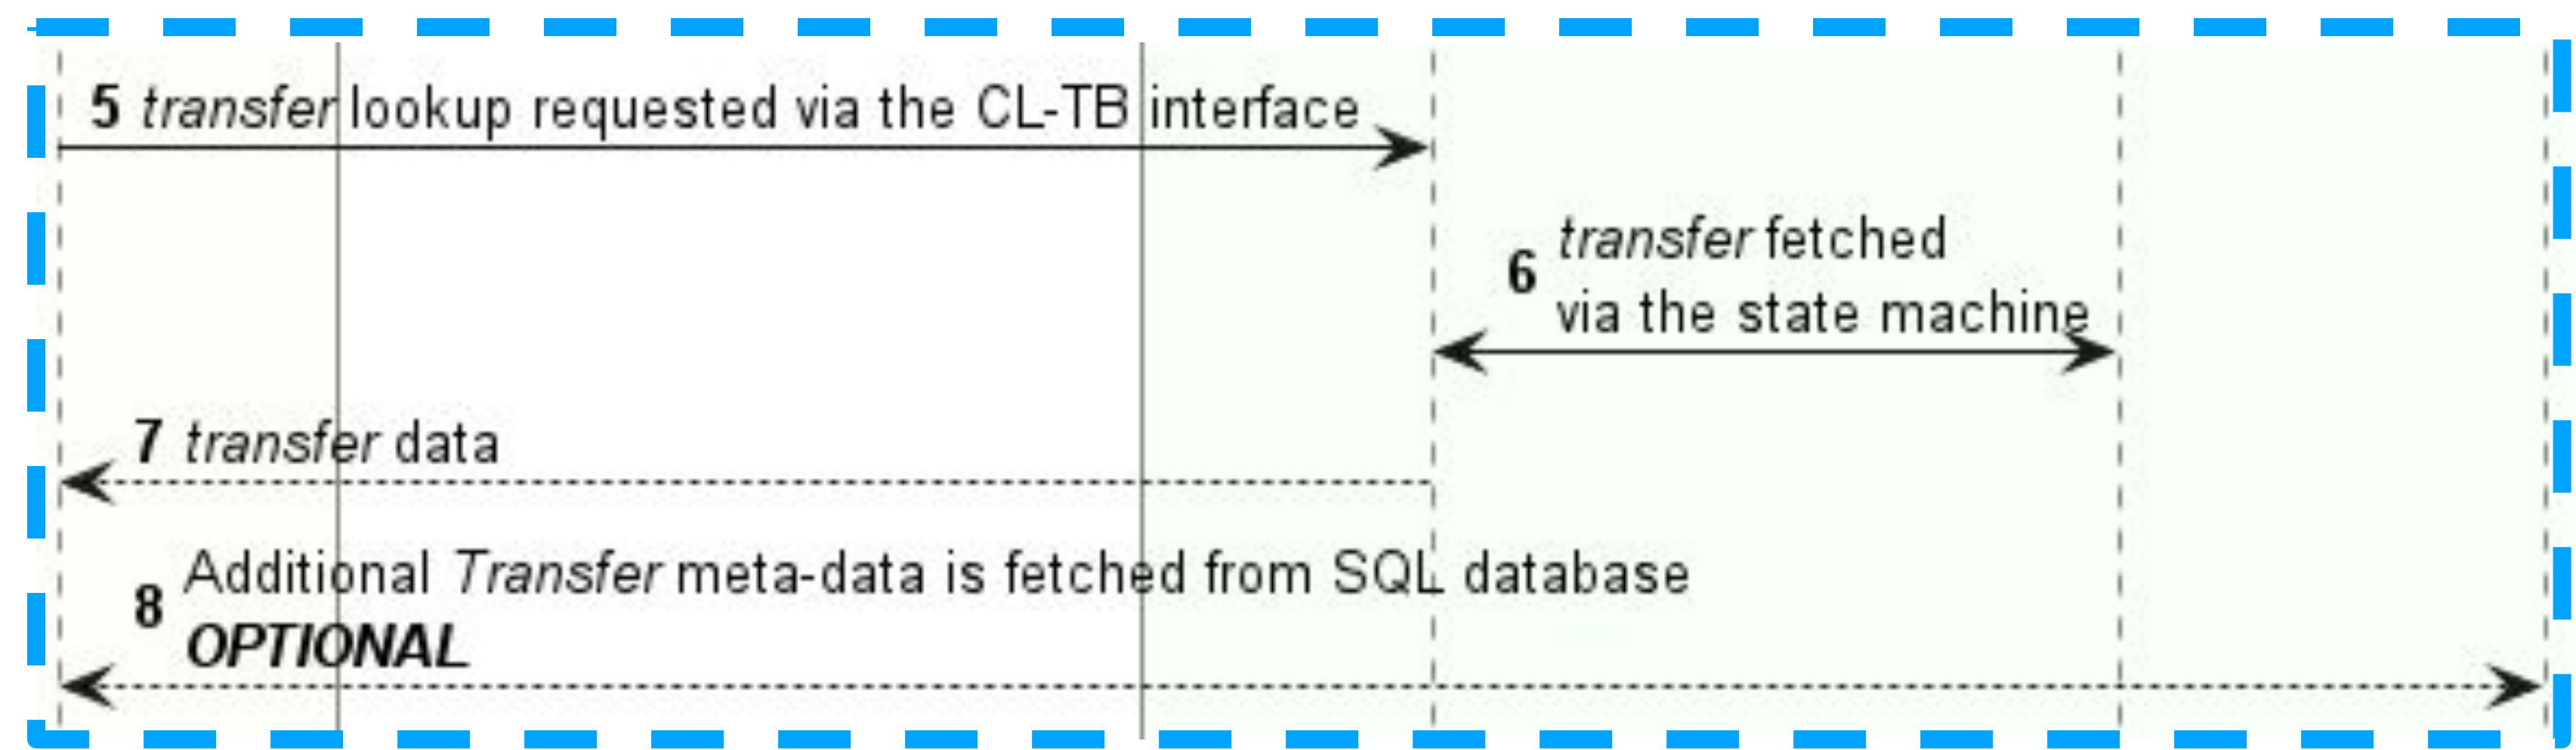 5 transfer lookup requested via the CL-TB interface
6 transfer fetched
via the state machine
7 transfer data
8 Additional Transfer meta-data is fetched from SQL database
OPTIONAL